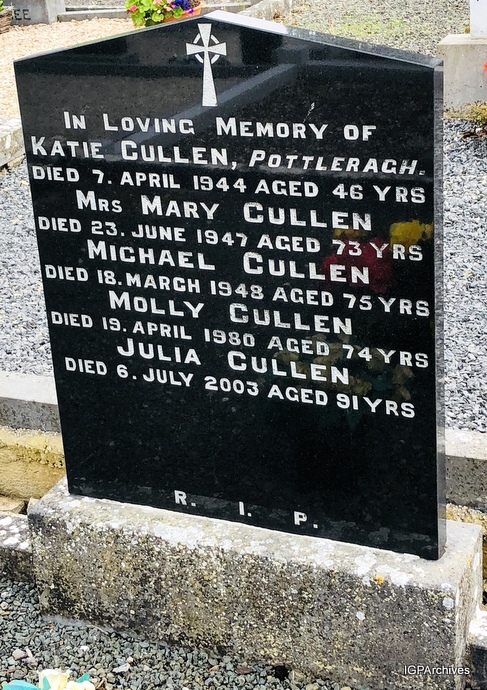 IN LOVING MEMORY OF
KATIE CULLEN, POTTLERAGH.
DIED 7. APRIL 1944 AGED 46 YRS
MRS MARY CULLEN
DIED 23. JUNE 1947 AGED 73 YRS
MICHAEL CULLEN
DIED 18. MARCH 1948 AGED 75 YRS
MOLLY CULLEN
DIED 19. APRIL 1980 AGED 74 YRS
JULIA CULLEN
DIED 6. JULY 2003 AGED 91 YRS
R. I. P.
IGPArchives